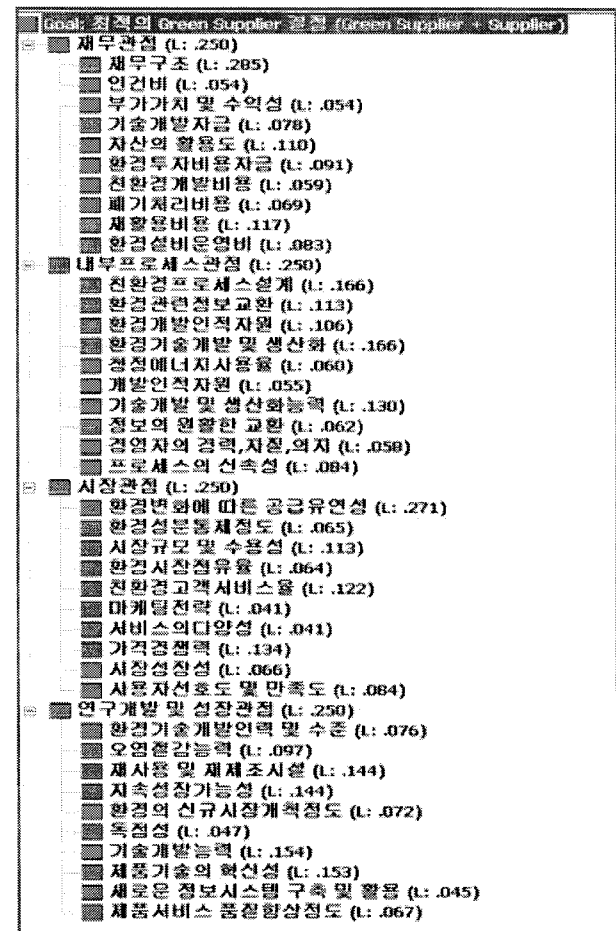 Goal: 최적의 Green Supplier 결정 (Green Supplier + Supplier)
재무관점 (L: .250)
재무구조 (L: .285)
인건비 (L: .054)
부가가치 및 수익성 (L: .054)
기술개발자금 (L: .078)
자산의 활용도 (L: .110)
환경투자비용자금 (L: .091)
친환경개발비용 (L: .059)
폐기처리비용 (L: .069)
재활용비용 (L: .117)
환경설비운영비 (L: .083)
내부프로세스관점 (L: .250)
친환경프로세스설계 (L: .166)
환경관련정보교환 (L: .113)
환경개발인적자원 (L: .106)
환경기술개발 및 생산화 (L: .166)
청정에너지사용율 (L: .060)
개발인적자원 (L: .055)
기술개발 및 생산화능력 (L: .130)
정보의 원활한 교환 (L: .062)
경영자의 경력,자질,의지 (L: .058)
프로세스의 신속성 (L: .084)
시장관점 (L: .250)
환경변화에 따른 공급유연성 (L: .271)
환경성분통제정도 (L: .065)
시장규모 및 수용성 (L: .113)
환경시장점유율 (L: .064)
친환경고객서비스율 (L: .122)
마케팅전략 (L: .041)
서비스의다양성 (L: .041)
가격경쟁력 (L: .134)
시장성장성 (L: .066)
사용자선호도 및 만족도 (L: .084)
연구개발 및 성장관점 (L: .250)
환경기술개발인력 및 수준 (L: .076)
오염절감능력 (L: .097)
재사용 및 재제조시설 (L: .144)
지속성장가능성 (L: .144)
환경의 신규시장개척정도 (L: .072)
독점성 (L: .047)
기술개발능력 (L: .154)
제품기술의 혁신성 (L: .153)
새로운 정보시스템 구축 및 활용 (L: .045)
제품서비스 품질향상정도 (L: .067)